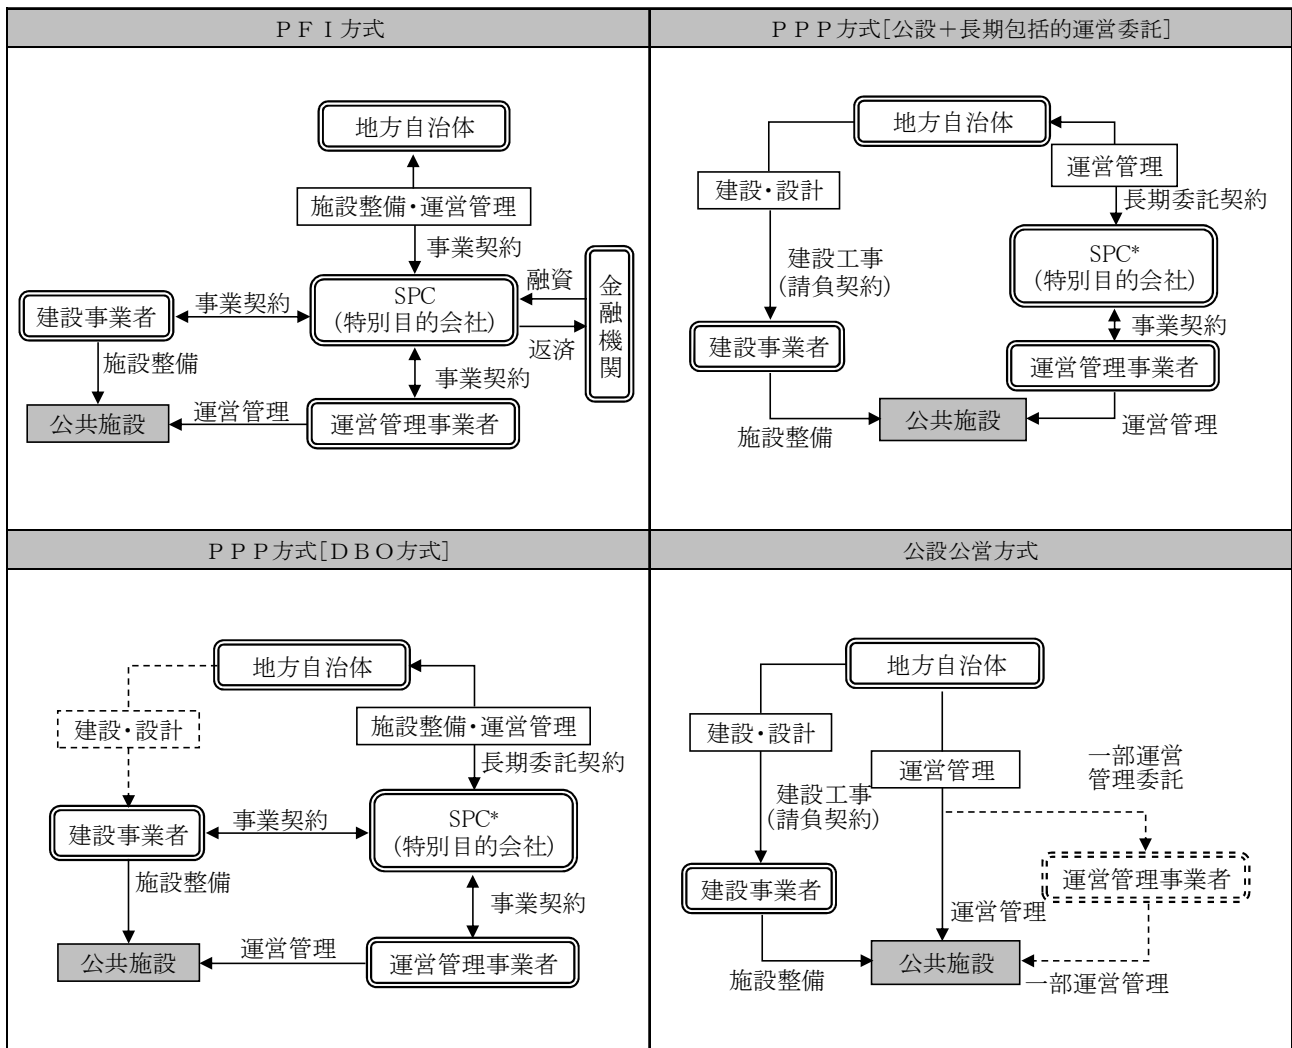 ＰＦＩ方式
地方自治体
施設整備・運営管理
事業契約
SPC
(特別目的会社)
融資
返済
金融機関
建設事業者
事業契約
施設整備
事業契約
公共施設
運営管理
運営管理事業者
ＰＰＰ方式[公設＋長期包括的運営委託]
地方自治体
建設・設計
運営管理
長期委託契約
建設工事
(請負契約)
SPC*
(特別目的会社)
事業契約
建設事業者
運営管理事業者
施設整備
公共施設
運営管理
ＰＰＰ方式[ＤＢＯ方式]
地方自治体
建設・設計
施設整備・運営管理
長期委託契約
建設事業者
事業契約
SPC*
(特別目的会社)
施設整備
事業契約
公共施設
運営管理
運営管理事業者
公設公営方式
地方自治体
建設・設計
運営管理
一部運営
管理委託
建設工事
(請負契約)
建設事業者
運営管理事業者
運営管理
施設整備
公共施設
一部運営管理